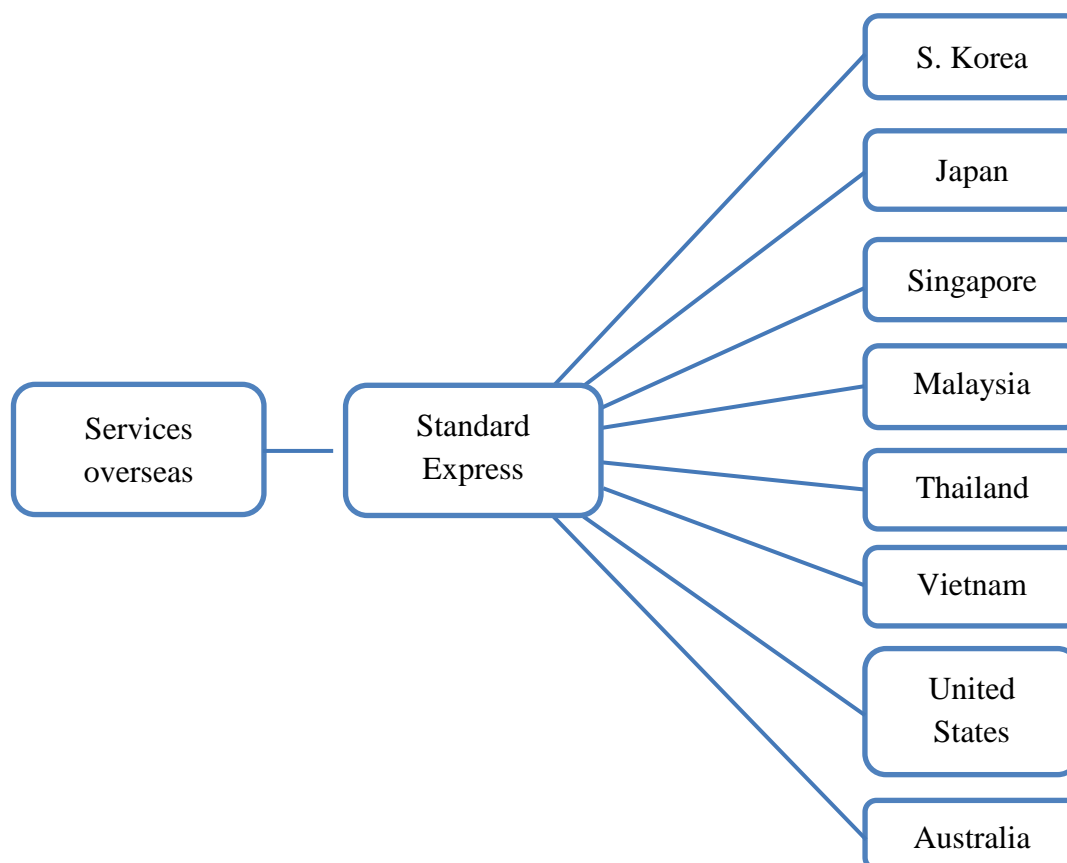 Services
overseas
Standard
Express
S. Korea
Japan
Singapore
Malaysia
Thailand
Vietnam
United
States
Australia